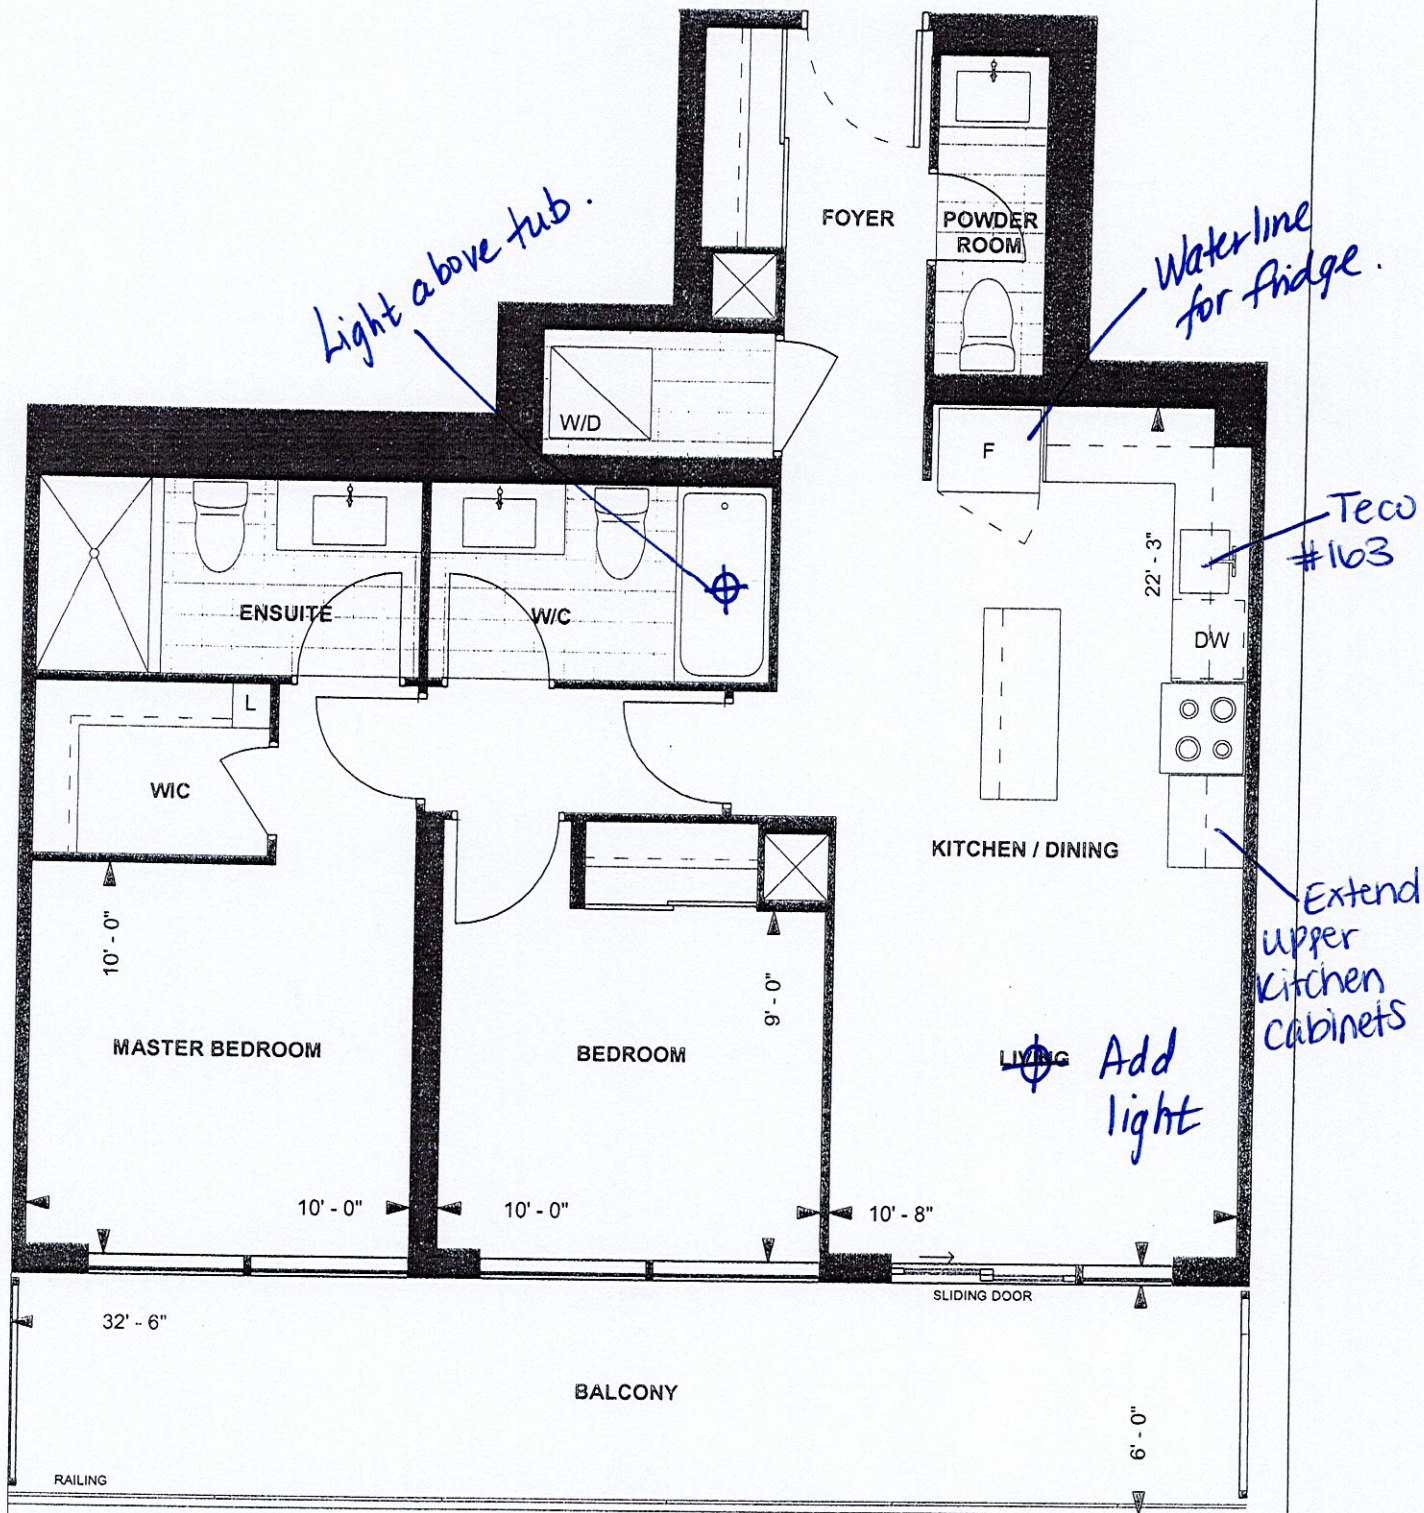 FOYER
POWDER
ROOM
Light above tub.
Waterline
for fridge.
W/D
F
Teco
#163
22' - 3"
ENSUITE
W/C
DW
L
WIC
KITCHEN / DINING
Extend
upper
kitchen
cabinets
10' - 0"
9' - 0"
MASTER BEDROOM
BEDROOM
LIVING
Add
light
10' - 0"
10' - 0"
10' - 8"
SLIDING DOOR
32' - 6"
BALCONY
6' - 0"
RAILING